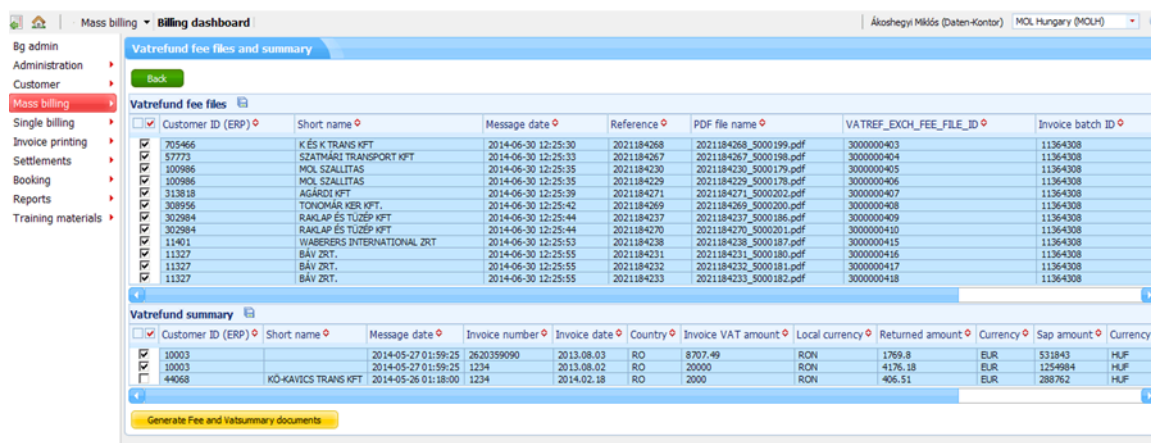 Mass billing Billing dashboard Ákoshegyi Miklós (Daten-Kontor) MOL Hungary (MOLH)
Bg admin
Administration
Customer
Mass billing
Single billing
Invoice printing
Settlements
Booking
Reports
Training materials
Vatrefund fee files and summary
Back
Vatrefund fee files
Customer ID (ERP) Short name Message date Reference PDF file name VATREF_EXCH_FEE_FILE_ID Invoice batch ID
705466 K ÉS K TRANS KFT 2014-06-30 12:25:30 2021184268 2021184268_5000199.pdf 3000000403 11364308
57773 SZATMÁRI TRANSPORT KFT 2014-06-30 12:25:33 2021184267 2021184267_5000198.pdf 3000000404 11364308
100986 MOL SZALLITAS 2014-06-30 12:25:35 2021184230 2021184230_5000179.pdf 3000000405 11364308
100986 MOL SZALLITAS 2014-06-30 12:25:35 2021184229 2021184229_5000178.pdf 3000000406 11364308
313818 AGÁRDI KFT 2014-06-30 12:25:39 2021184271 2021184271_5000202.pdf 3000000407 11364308
308956 TONOMÁR KER KFT. 2014-06-30 12:25:42 2021184269 2021184269_5000200.pdf 3000000408 11364308
302984 RAKLAP ÉS TÜZÉP KFT 2014-06-30 12:25:44 2021184237 2021184237_5000186.pdf 3000000409 11364308
302984 RAKLAP ÉS TÜZÉP KFT 2014-06-30 12:25:44 2021184270 2021184270_5000201.pdf 3000000410 11364308
11401 WABERERS INTERNATIONAL ZRT 2014-06-30 12:25:53 2021184238 2021184238_5000187.pdf 3000000415 11364308
11327 BÁV ZRT. 2014-06-30 12:25:55 2021184231 2021184231_5000180.pdf 3000000416 11364308
11327 BÁV ZRT. 2014-06-30 12:25:55 2021184232 2021184232_5000181.pdf 3000000417 11364308
11327 BÁV ZRT. 2014-06-30 12:25:55 2021184233 2021184233_5000182.pdf 3000000418 11364308
Vatrefund summary
Customer ID (ERP) Short name Message date Invoice number Invoice date Country Invoice VAT amount Local currency Returned amount Currency Sap amount Currency
10003 2014-05-27 01:59:25 2620359090 2013.08.03 RO 8707.49 RON 1769.8 EUR 531843 HUF
10003 2014-05-27 01:59:25 1234 2013.08.02 RO 20000 RON 4176.18 EUR 1254984 HUF
44068 KŐ-KAVICS TRANS KFT 2014-05-26 01:18:00 1234 2014.02.18 RO 2000 RON 406.51 EUR 288762 HUF
Generate Fee and Vatsummary documents